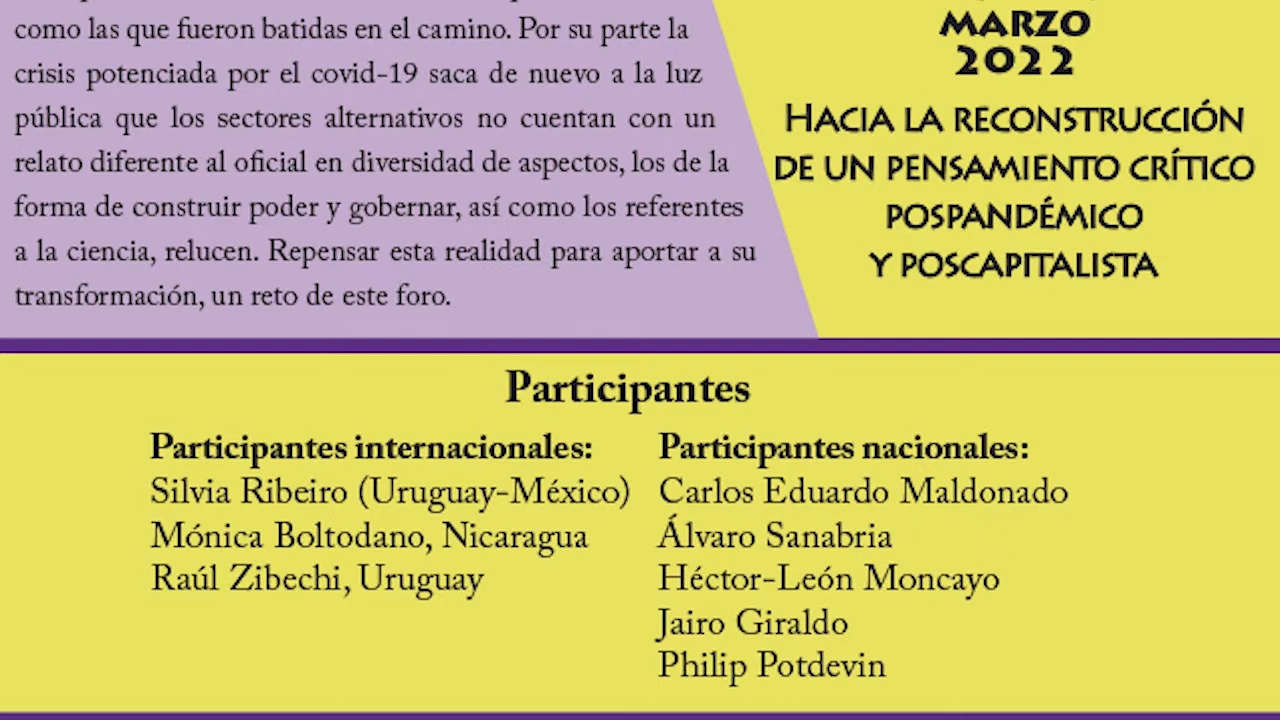 como las que fueron batidas en el camino. Por su parte la
crisis potenciada por el covid-19 saca de nuevo a la luz
pública que los sectores alternativos no cuentan con un
relato diferente al oficial en diversidad de aspectos, los de la
forma de construir poder y gobernar, así como los referentes
a la ciencia, relucen. Repensar esta realidad para aportar a su
transformación, un reto de este foro.
MARZO
2022
HACIA LA RECONSTRUCCIÓN
DE UN PENSAMIENTO CRÍTICO
POSPANDÉMICO
Y POSCAPITALISTA
Participantes
Participantes internacionales:
Silvia Ribeiro (Uruguay-México)
Mónica Boltodano, Nicaragua
Raúl Zibechi, Uruguay
Participantes nacionales:
Carlos Eduardo Maldonado
Álvaro Sanabria
Héctor-León Moncayo
Jairo Giraldo
Philip Potdevin